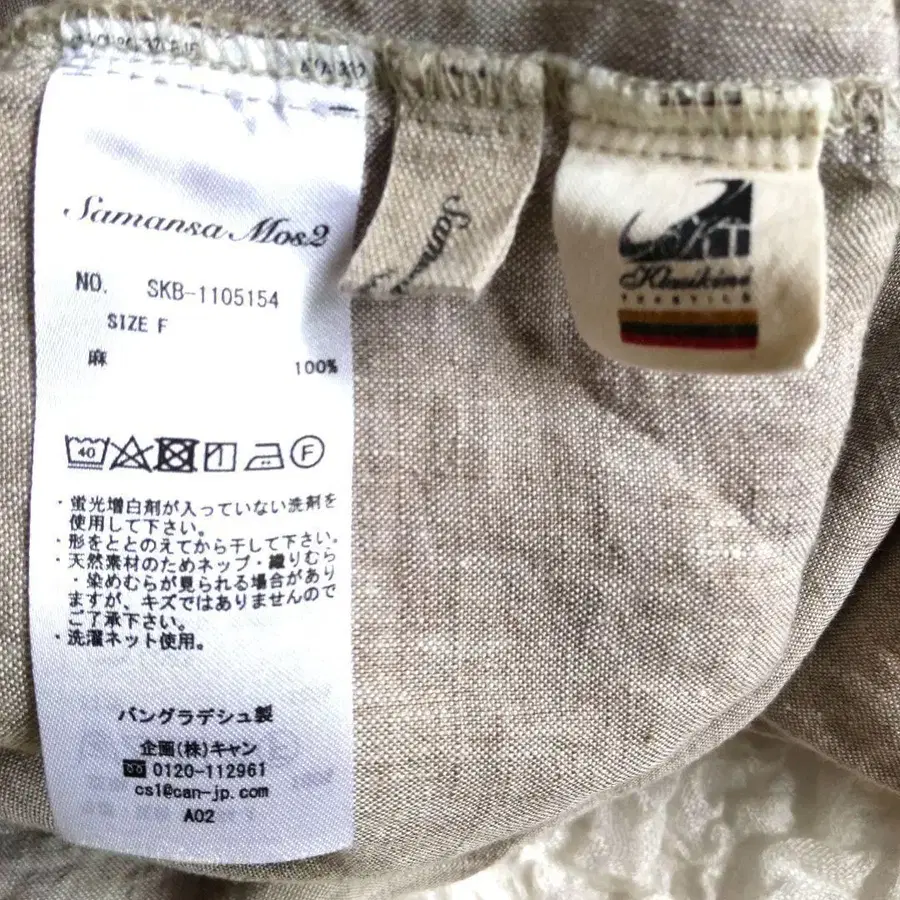 Samansa Mos2
NO. SKB-1105154
SIZE F
麻 100%
40
F
・蛍光増白剤が入っていない洗剤を
使用して下さい。
・形をととのえてから干して下さい。
・天然素材のためネップ・織りむら
・染めむらが見られる場合があり
ますが、キズではありませんので
ご了承下さい。
・洗濯ネット使用。
バングラデシュ製
企画(株)キャン
0120-112961
cs1@can-jp.com
A02
Sam